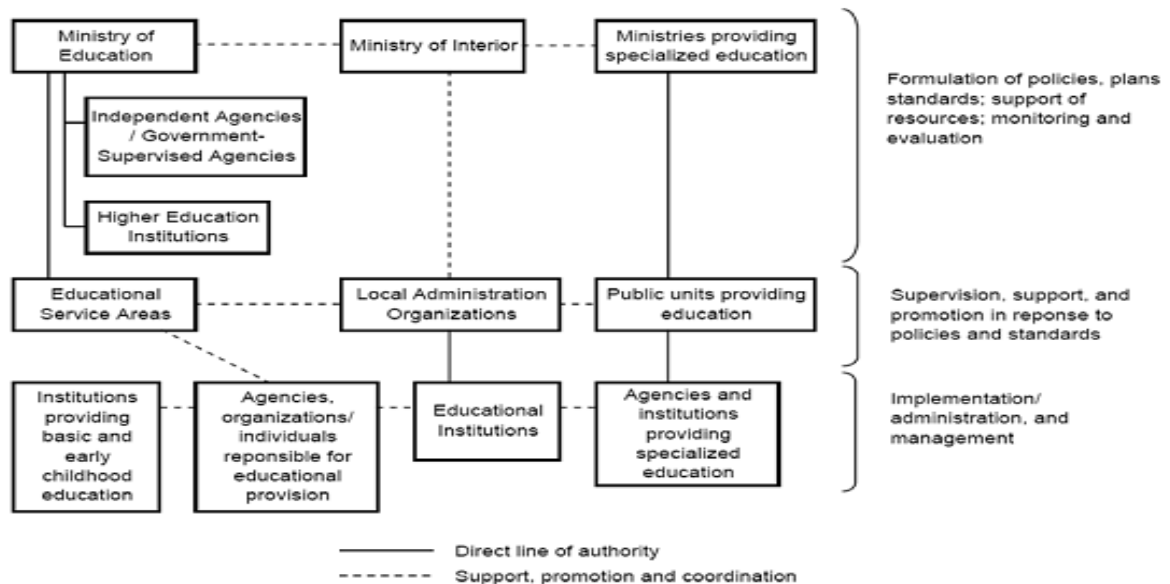 Ministry of
Education
Ministry of Interior
Ministries providing
specialized education
Formulation of policies, plans
standards; support of
resources; monitoring and
evaluation
Independent Agencies
/ Government-
Supervised Agencies
Higher Education
Institutions
Educational
Service Areas
Local Administration
Organizations
Public units providing
education
Supervision, support, and
promotion in reponse to
policies and standards
Institutions
providing
basic and
early
childhood
education
Agencies,
organizations/
individuals
reponsible for
educational
provision
Educational
Institutions
Agencies and
institutions
providing
specialized
education
Implementation/
administration, and
management
Direct line of authority
Support, promotion and coordination